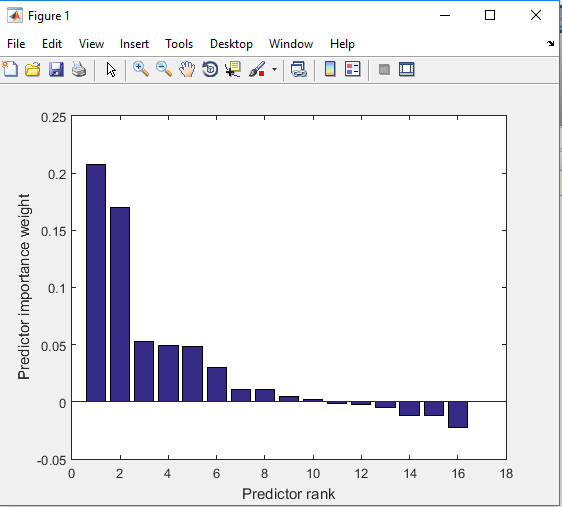 Figure 1
File Edit View Insert Tools Desktop Window Help
0.25
0.2
0.15
0.1
0.05
0
-0.05
Predictor importance weight
0 2 4 6 8 10 12 14 16 18
Predictor rank